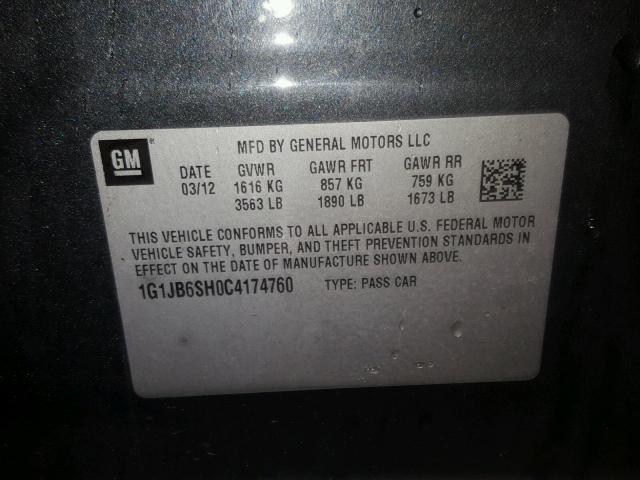 GM
MFD BY GENERAL MOTORS LLC
DATE GVWR GAWR FRT GAWR RR
03/12 1616 KG 857 KG 759 KG
3563 LB 1890 LB 1673 LB
THIS VEHICLE CONFORMS TO ALL APPLICABLE U.S. FEDERAL MOTOR
VEHICLE SAFETY, BUMPER, AND THEFT PREVENTION STANDARDS IN
EFFECT ON THE DATE OF MANUFACTURE SHOWN ABOVE.
1G1JB6SH0C4174760 TYPE: PASS CAR